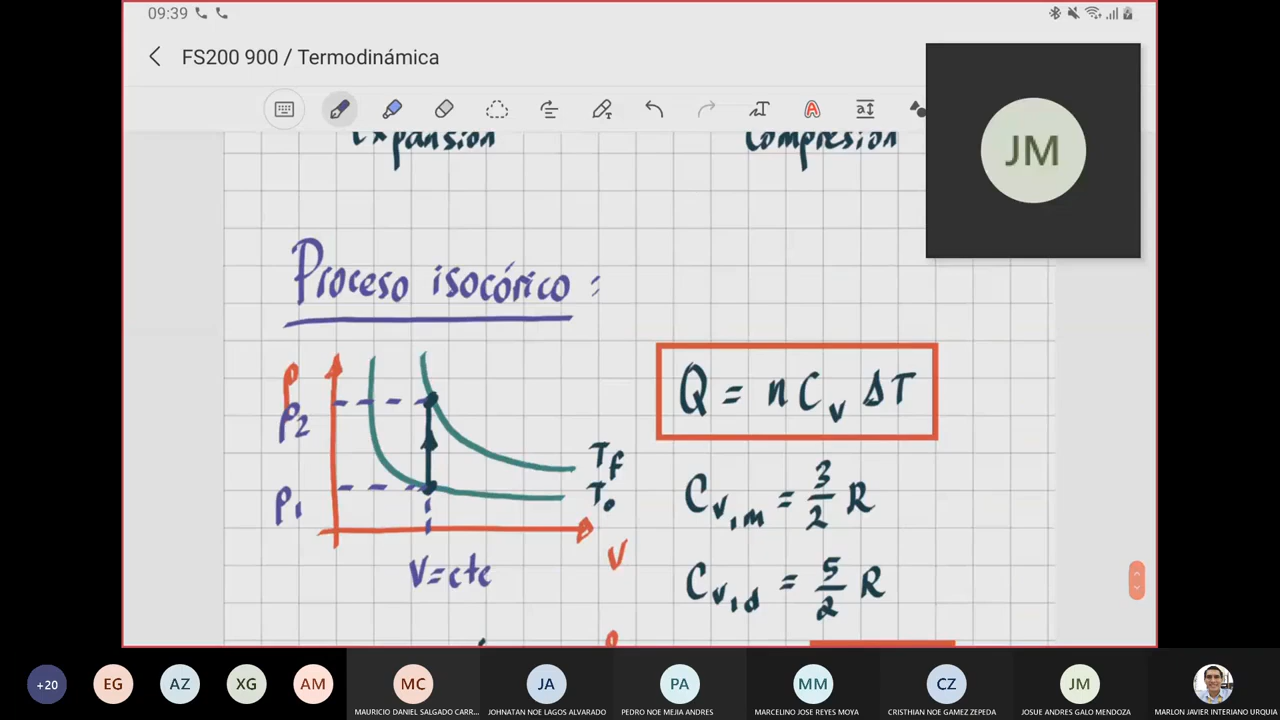 09:39
FS200 900 / Termodinámica
Expansión
Compresión
JM
Proceso isocórico :
P
P2
P1
Tf
To
V
V=cte
Q = n Cv ΔT
Cv,m = 3/2 R
Cv,d = 5/2 R
+20
EG
AZ
XG
AM
MC
JA
PA
MM
CZ
JM
MAURICIO DANIEL SALGADO CARR...
JOHNATAN NOE LAGOS ALVARADO
PEDRO NOE MEJIA ANDRES
MARCELINO JOSE REYES MOYA
CRISTHIAN NOE GAMEZ ZEPEDA
JOSUE ANDRES GALO MENDOZA
MARLON JAVIER INTERIANO URQUIA